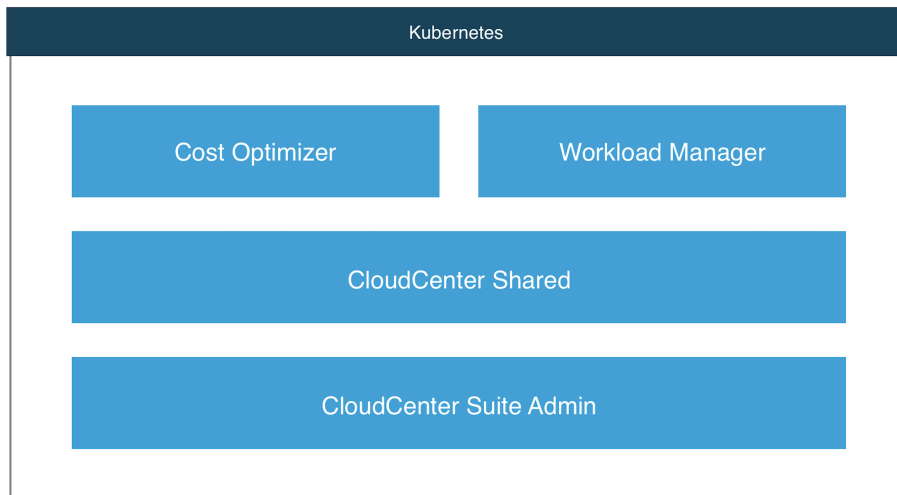 Kubernetes
Cost Optimizer
Workload Manager
CloudCenter Shared
CloudCenter Suite Admin